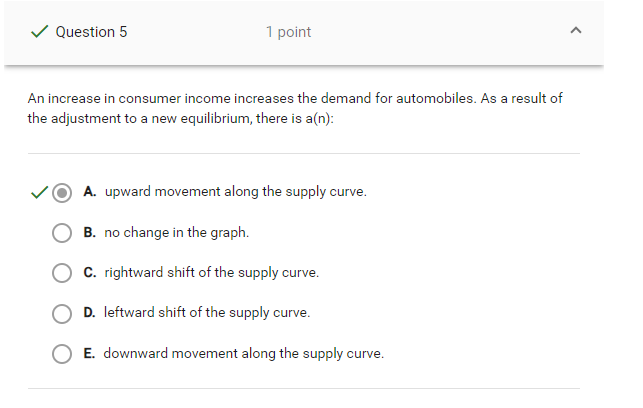 Question 5 1 point
An increase in consumer income increases the demand for automobiles. As a result of
the adjustment to a new equilibrium, there is a(n):
A. upward movement along the supply curve.
B. no change in the graph.
C. rightward shift of the supply curve.
D. leftward shift of the supply curve.
E. downward movement along the supply curve.